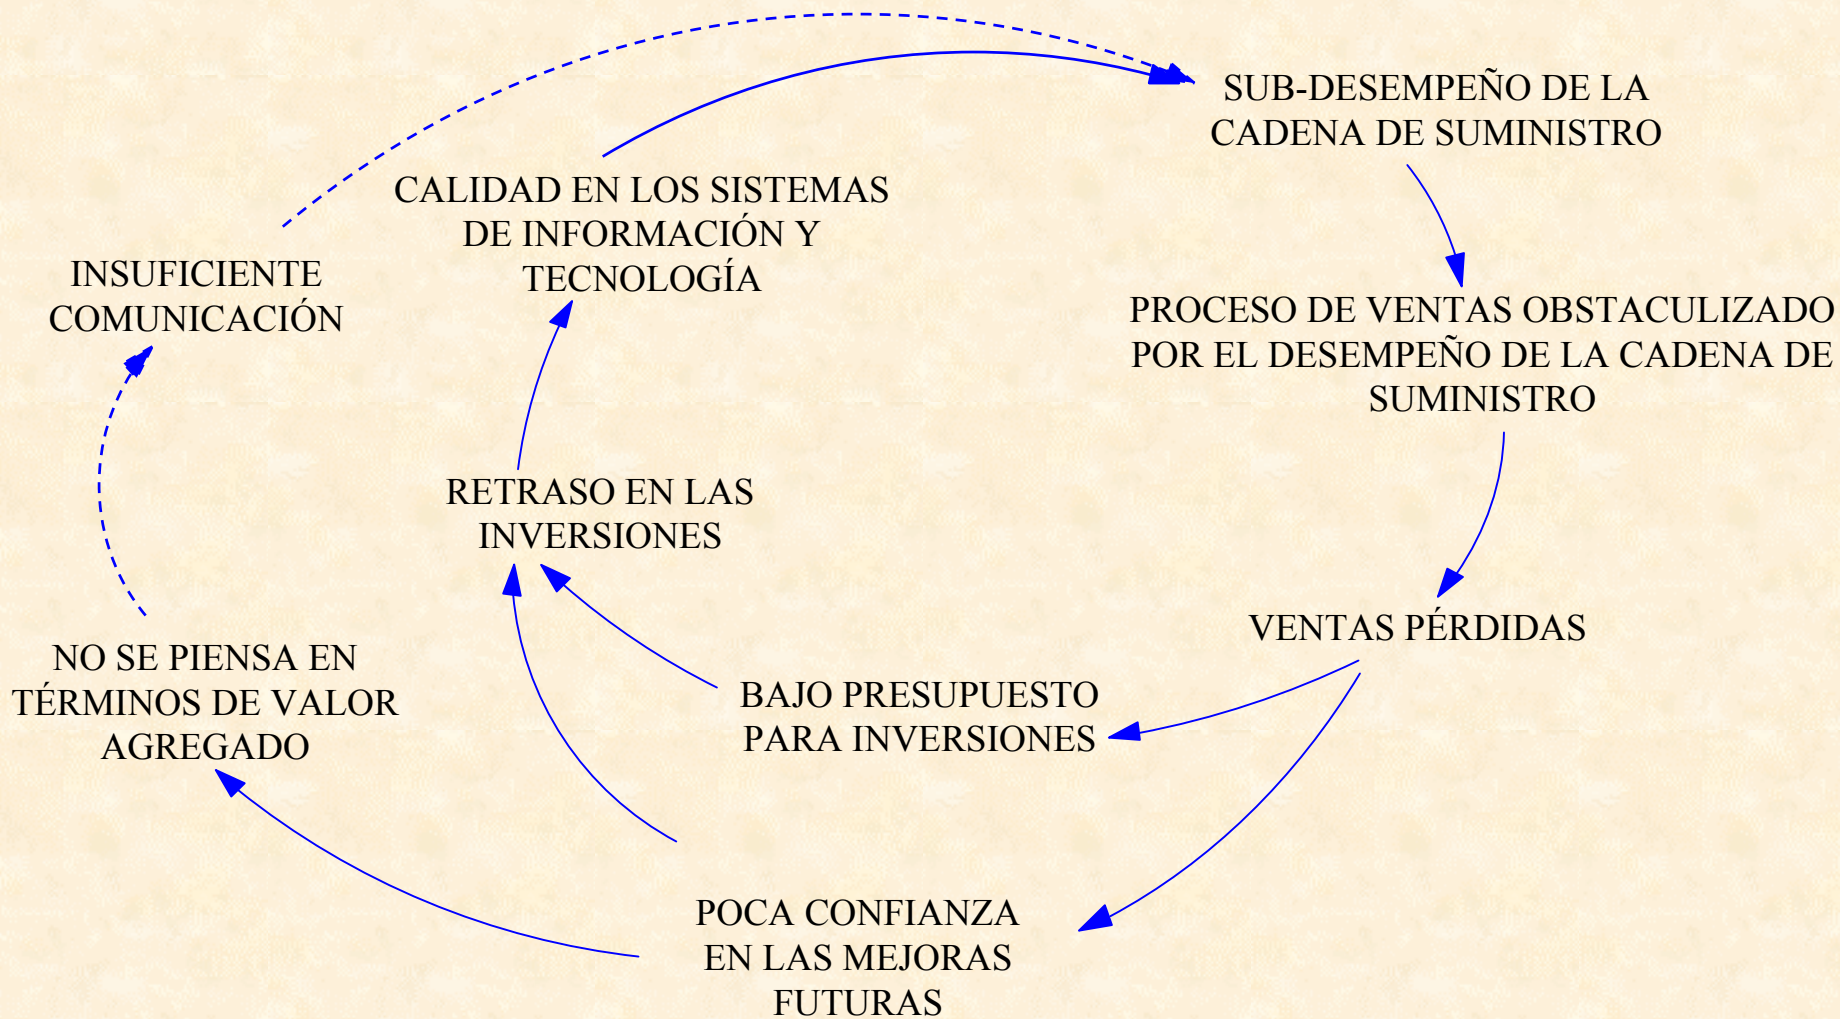 SUB-DESEMPEÑO DE LA
CADENA DE SUMINISTRO
CALIDAD EN LOS SISTEMAS
DE INFORMACIÓN Y
TECNOLOGÍA
INSUFICIENTE
COMUNICACIÓN
PROCESO DE VENTAS OBSTACULIZADO
POR EL DESEMPEÑO DE LA CADENA DE
SUMINISTRO
RETRASO EN LAS
INVERSIONES
VENTAS PÉRDIDAS
NO SE PIENSA EN
TÉRMINOS DE VALOR
AGREGADO
BAJO PRESUPUESTO
PARA INVERSIONES
POCA CONFIANZA
EN LAS MEJORAS
FUTURAS